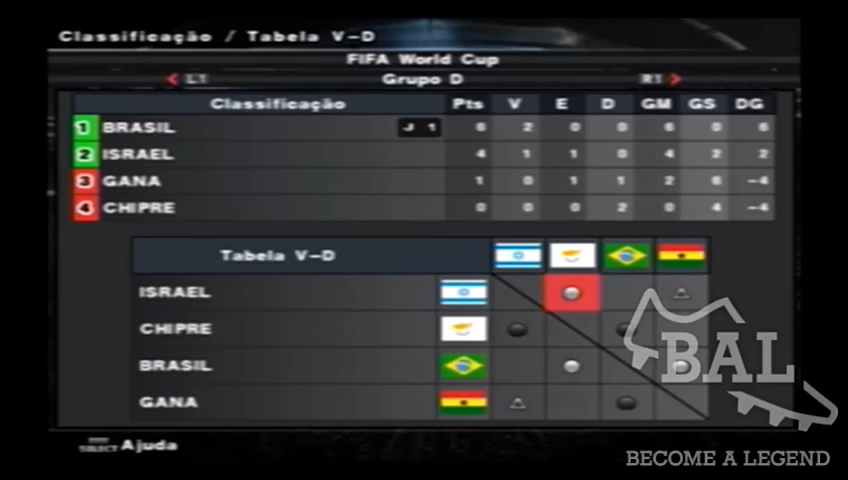 Classificação / Tabela V-D
FIFA World Cup
L1 Grupo D R1
Classificação Pts V E D GM GS DG
1 BRASIL J 1 6 2 0 0 6 0 6
2 ISRAEL 4 1 1 0 4 2 2
3 GANA 1 0 1 1 2 6 -4
4 CHIPRE 0 0 0 2 0 4 -4
Tabela V-D
ISRAEL
CHIPRE
BRASIL
GANA
SELECT Ajuda
BAL
BECOME A LEGEND